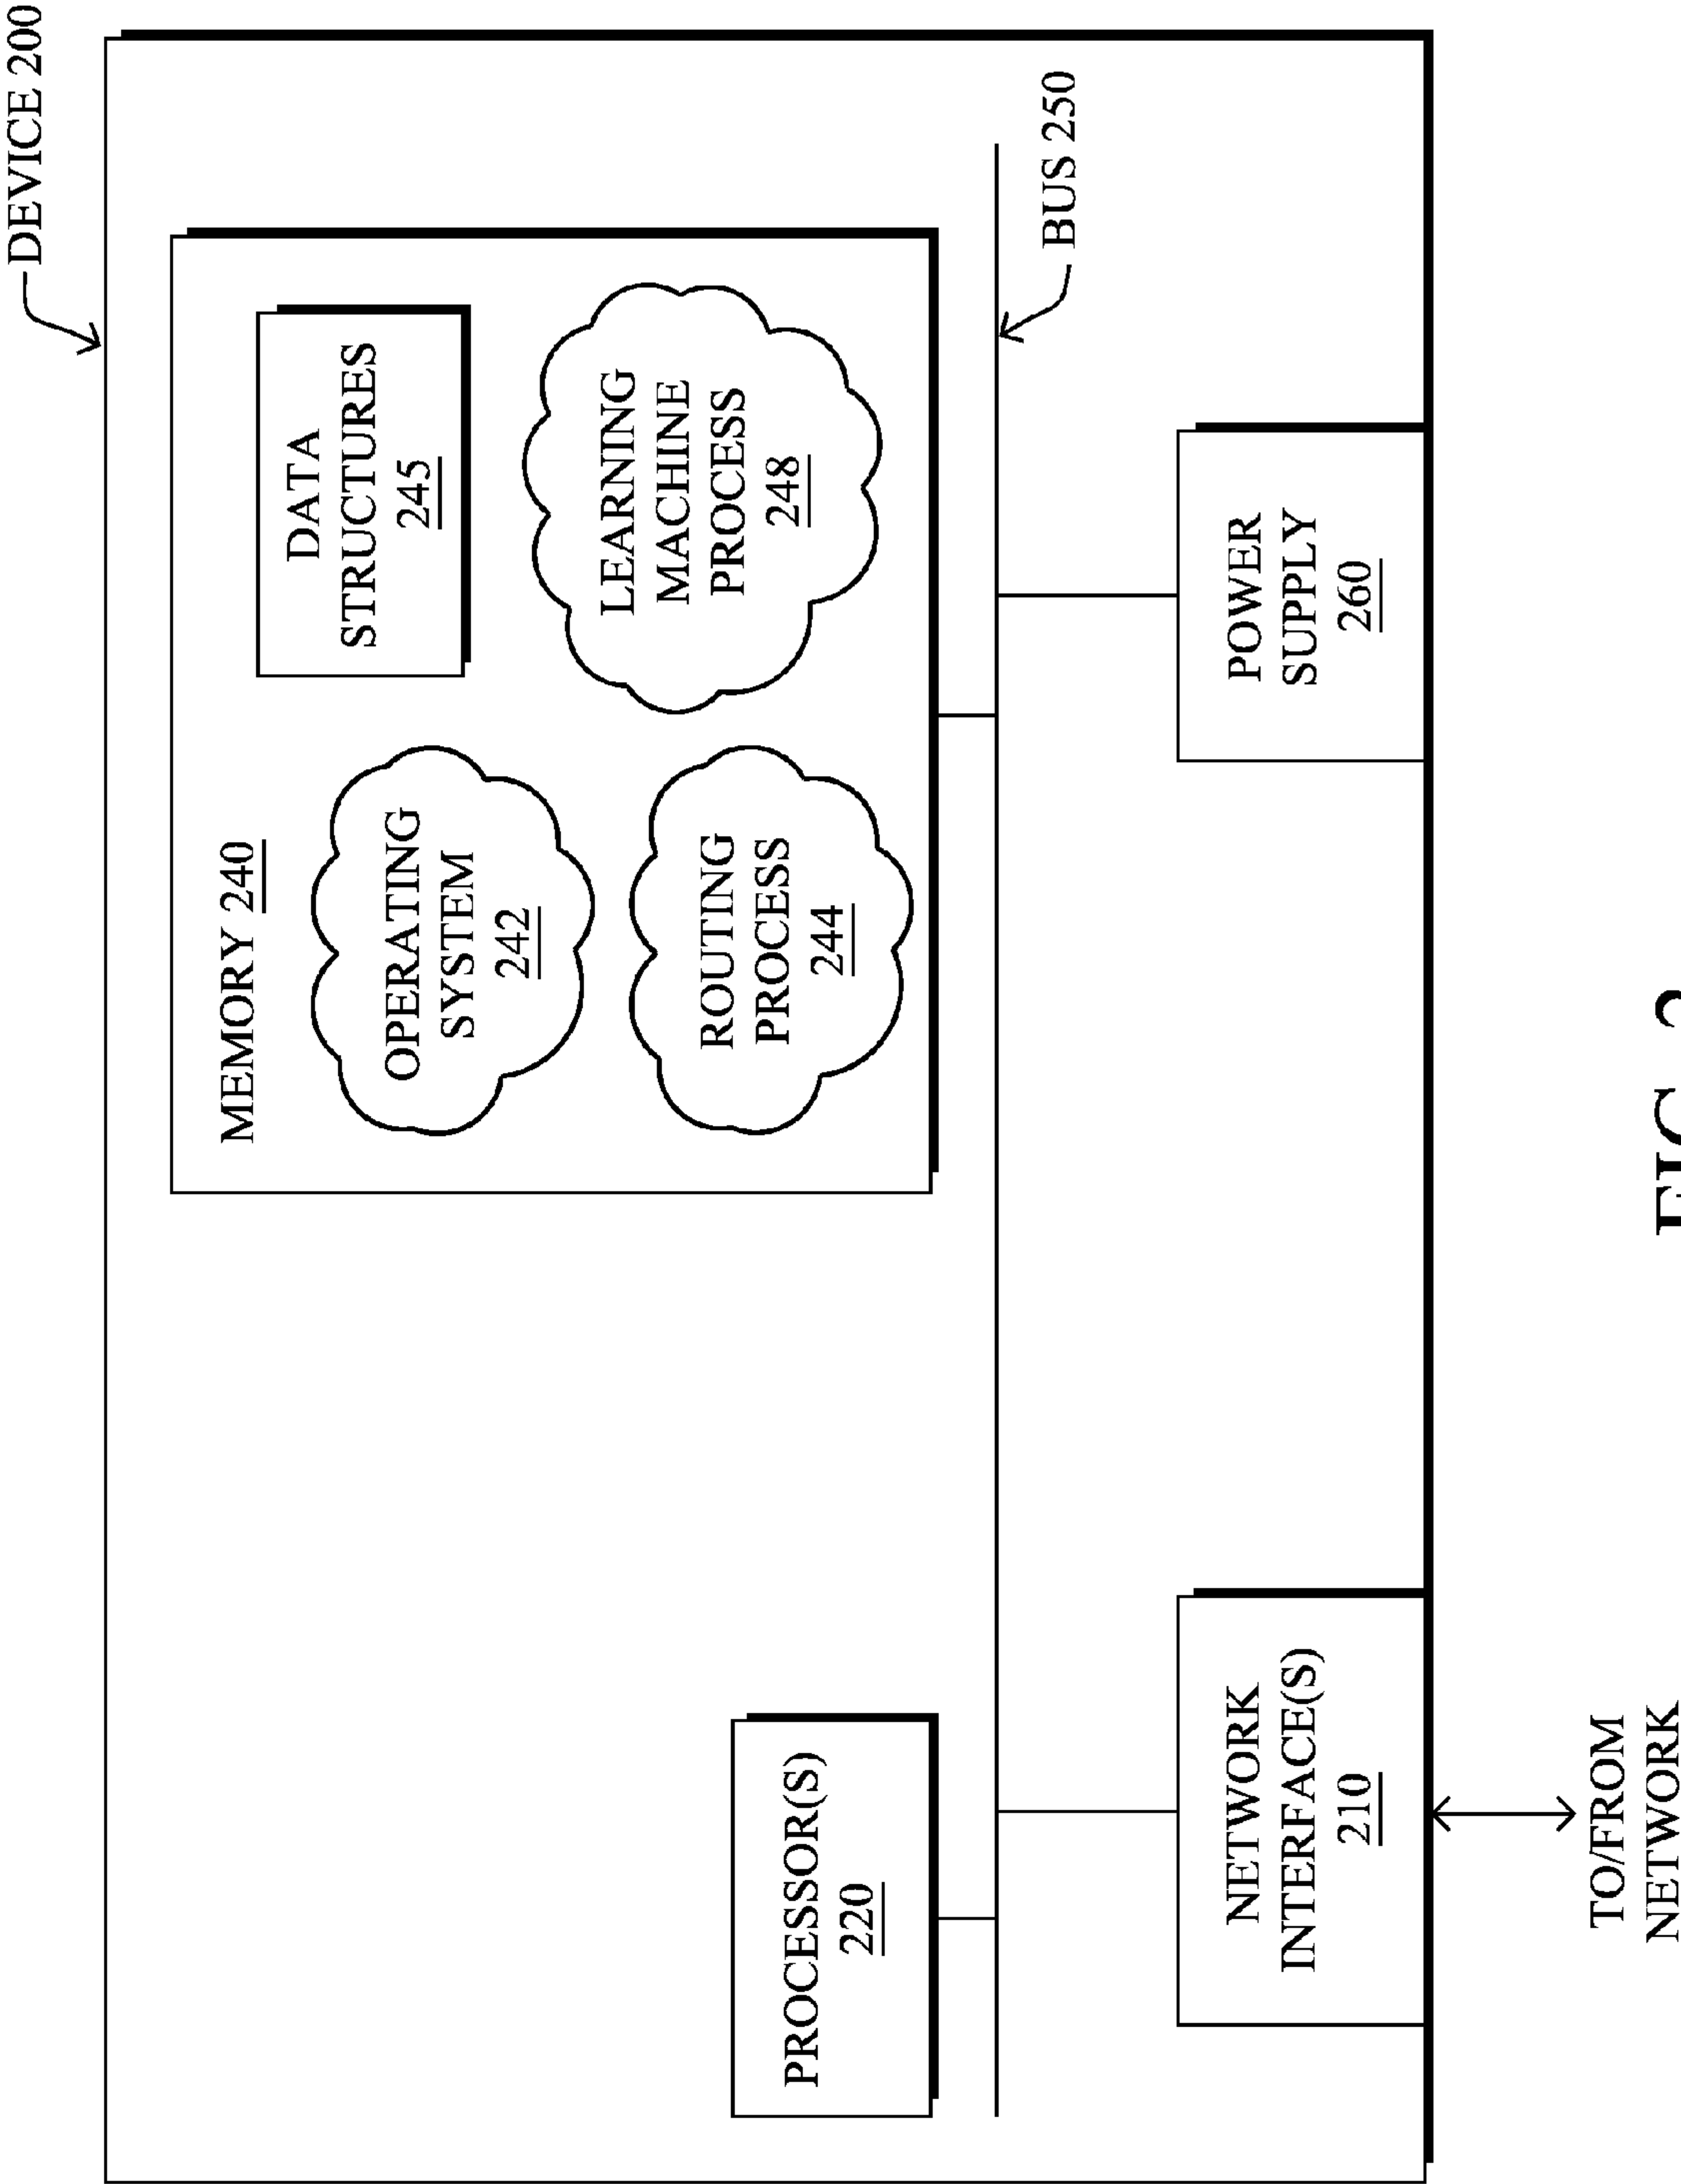 DEVICE 200
MEMORY 240
OPERATING
SYSTEM
242
DATA
STRUCTURES
245
ROUTING
PROCESS
244
LEARNING
MACHINE
PROCESS
248
PROCESSOR(S)
220
BUS 250
NETWORK
INTERFACE(S)
210
POWER
SUPPLY
260
TO/FROM
NETWORK